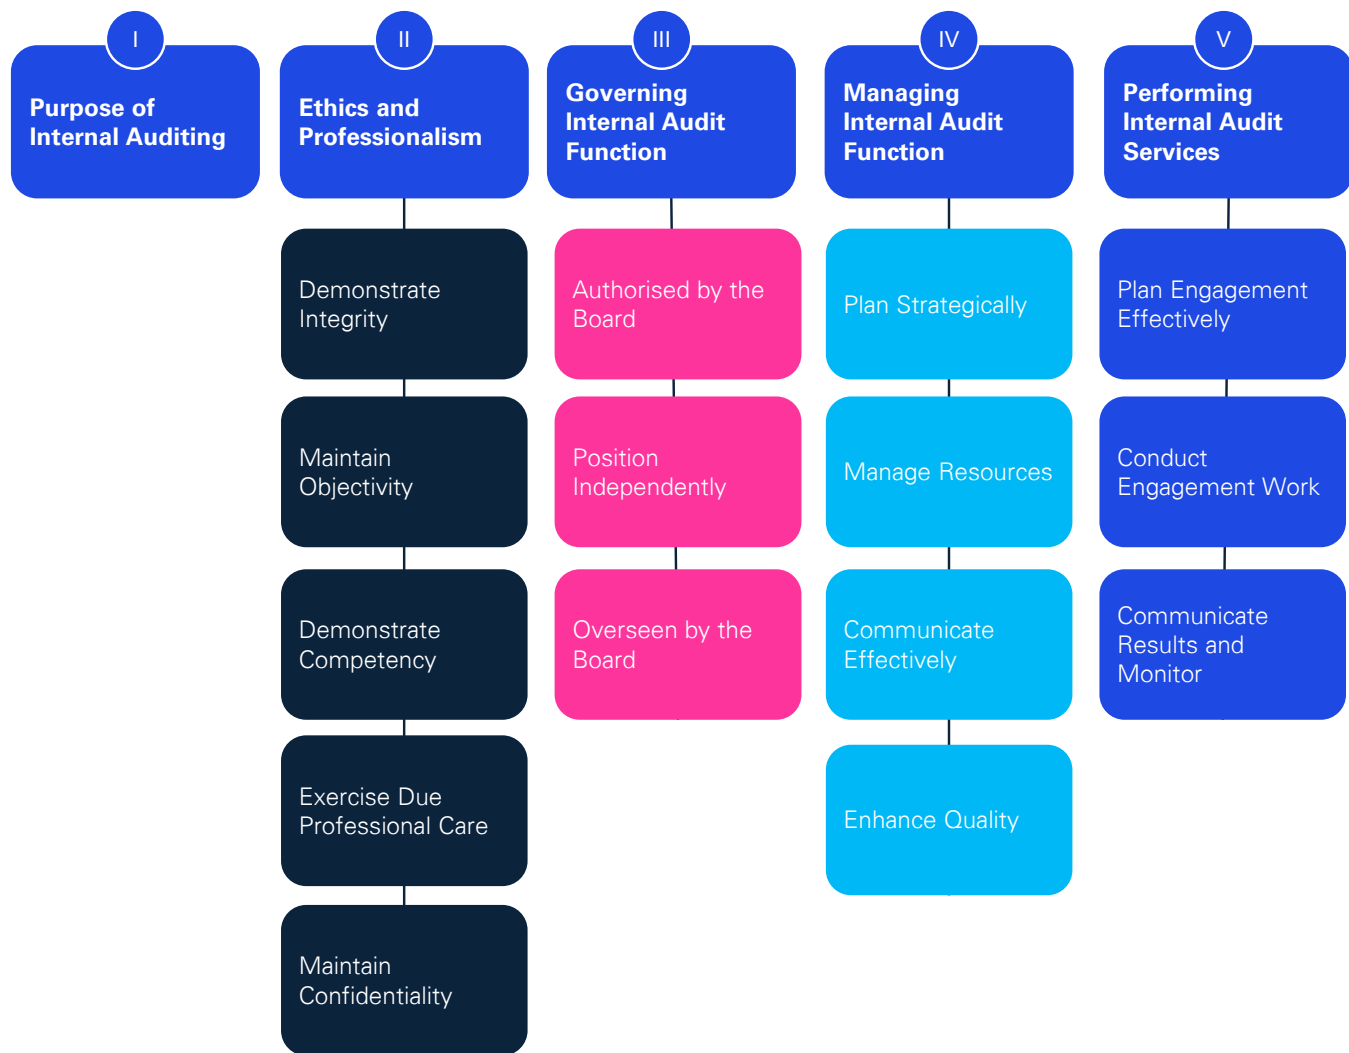 I
Purpose of
Internal Auditing
II
Ethics and
Professionalism
Demonstrate
Integrity
Maintain
Objectivity
Demonstrate
Competency
Exercise Due
Professional Care
Maintain
Confidentiality
III
Governing
Internal Audit
Function
Authorised by the
Board
Position
Independently
Overseen by the
Board
IV
Managing
Internal Audit
Function
Plan Strategically
Manage Resources
Communicate
Effectively
Enhance Quality
V
Performing
Internal Audit
Services
Plan Engagement
Effectively
Conduct
Engagement Work
Communicate
Results and
Monitor